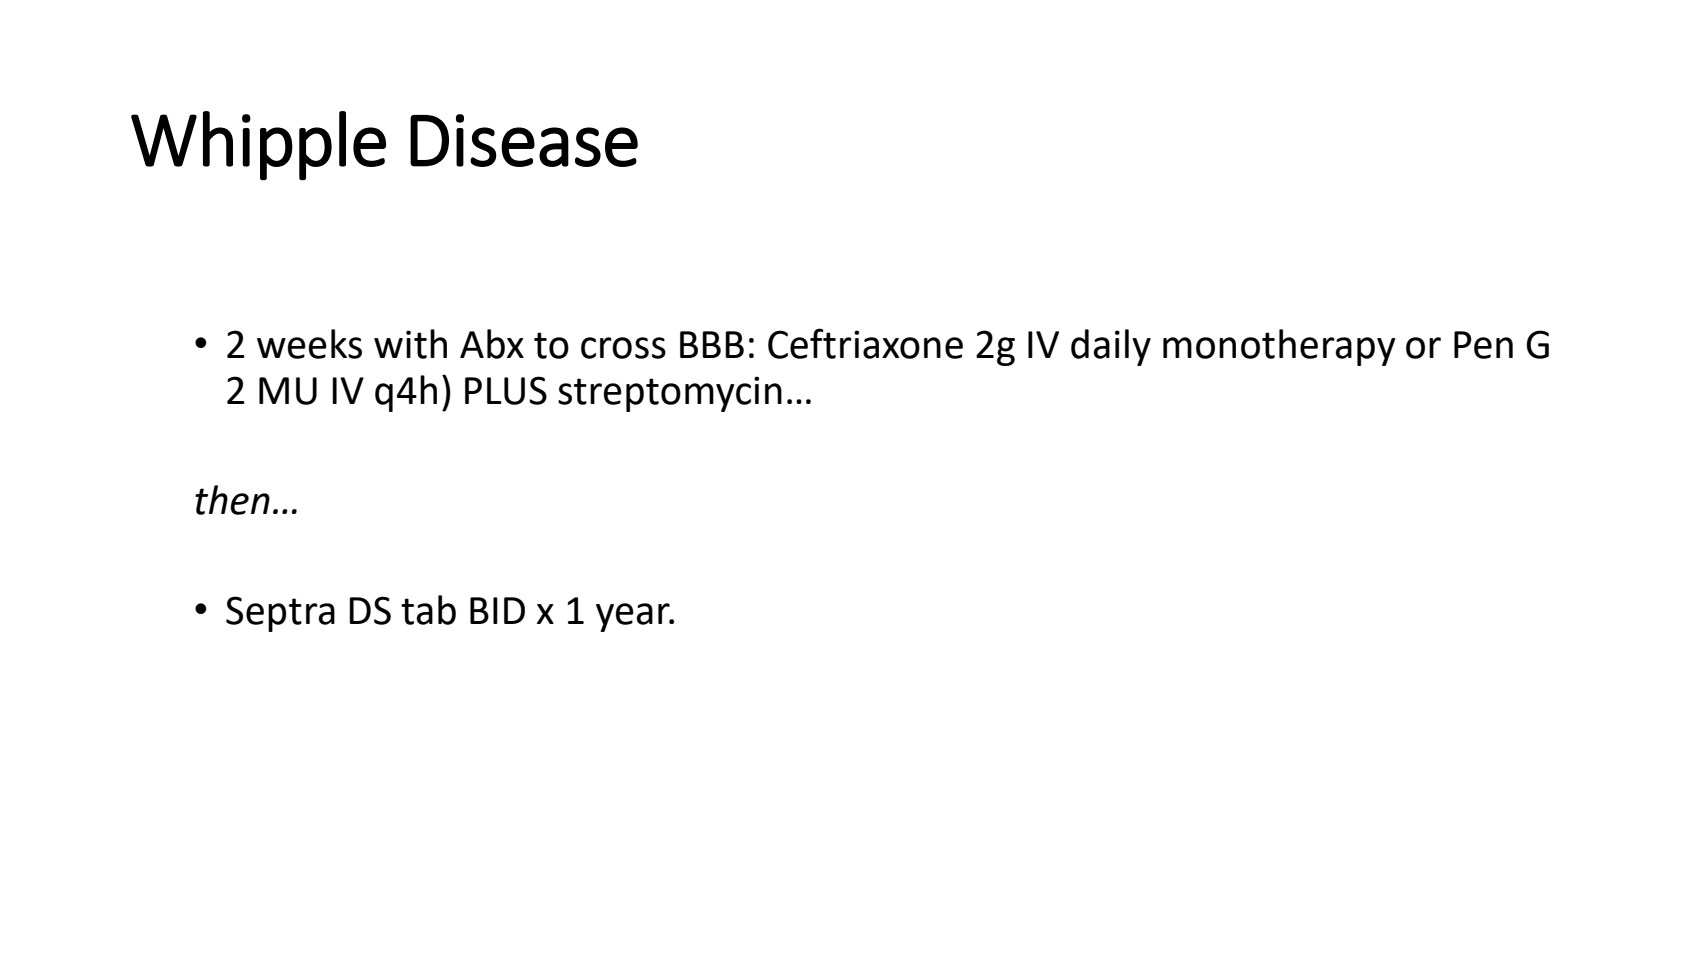 Whipple Disease
• 2 weeks with Abx to cross BBB: Ceftriaxone 2g IV daily monotherapy or Pen G
2 MU IV q4h) PLUS streptomycin…
then…
• Septra DS tab BID x 1 year.